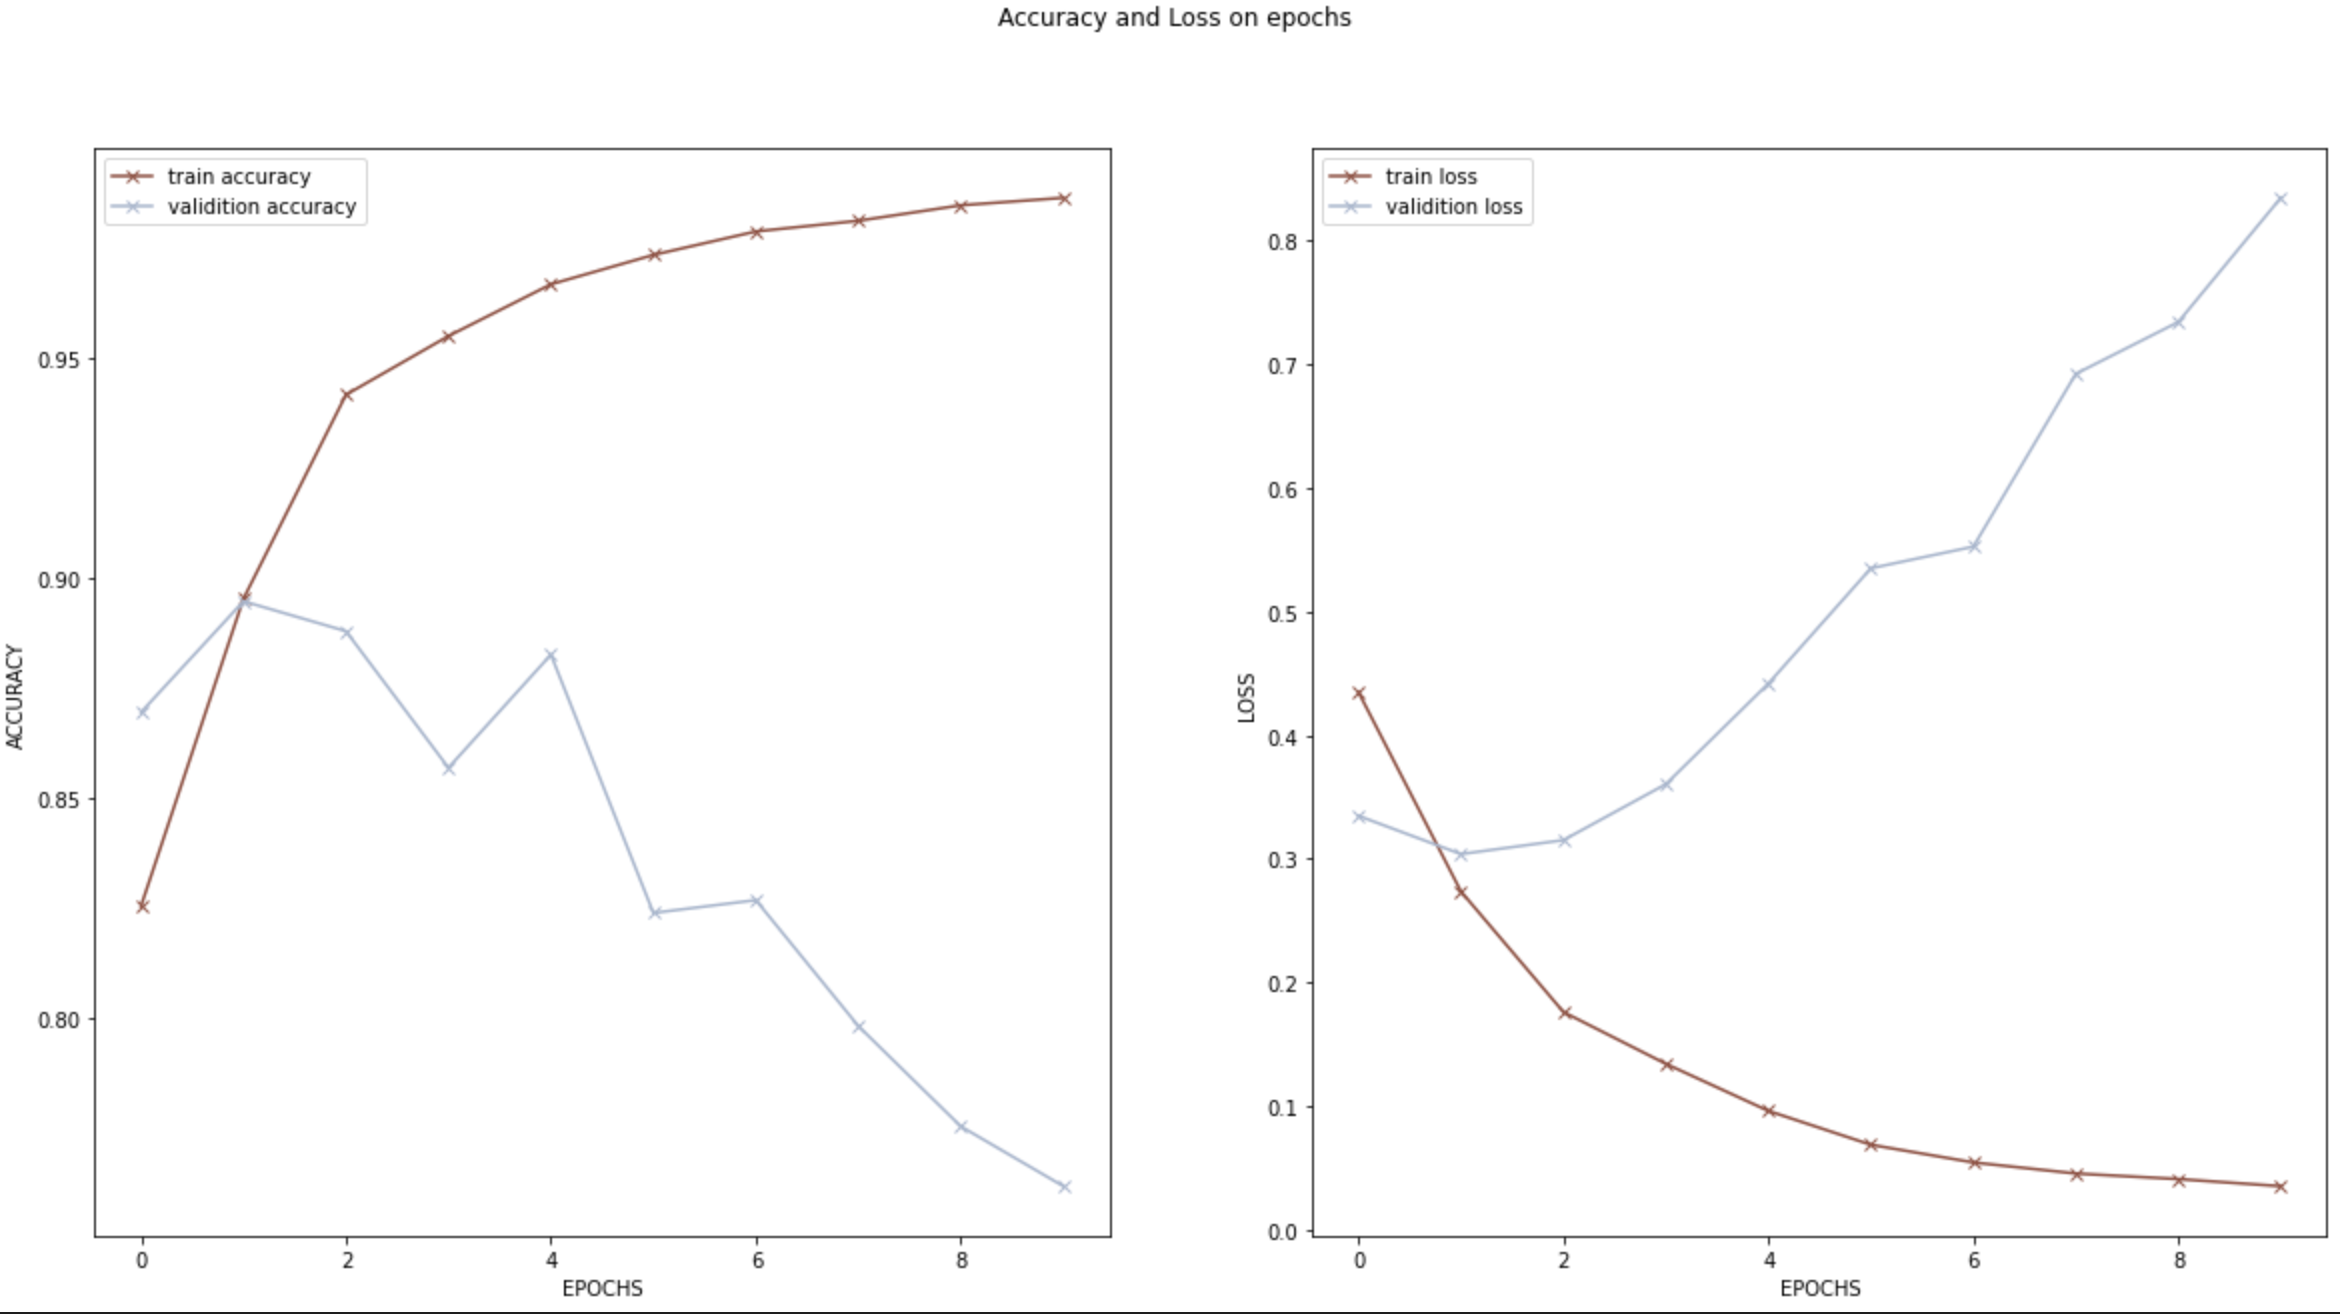 Accuracy and Loss on epochs
train accuracy
validition accuracy
0.95
0.90
0.85
0.80
ACCURACY
0 2 4 6 8
EPOCHS
train loss
validition loss
0.8
0.7
0.6
0.5
0.4
0.3
0.2
0.1
0.0
LOSS
0 2 4 6 8
EPOCHS